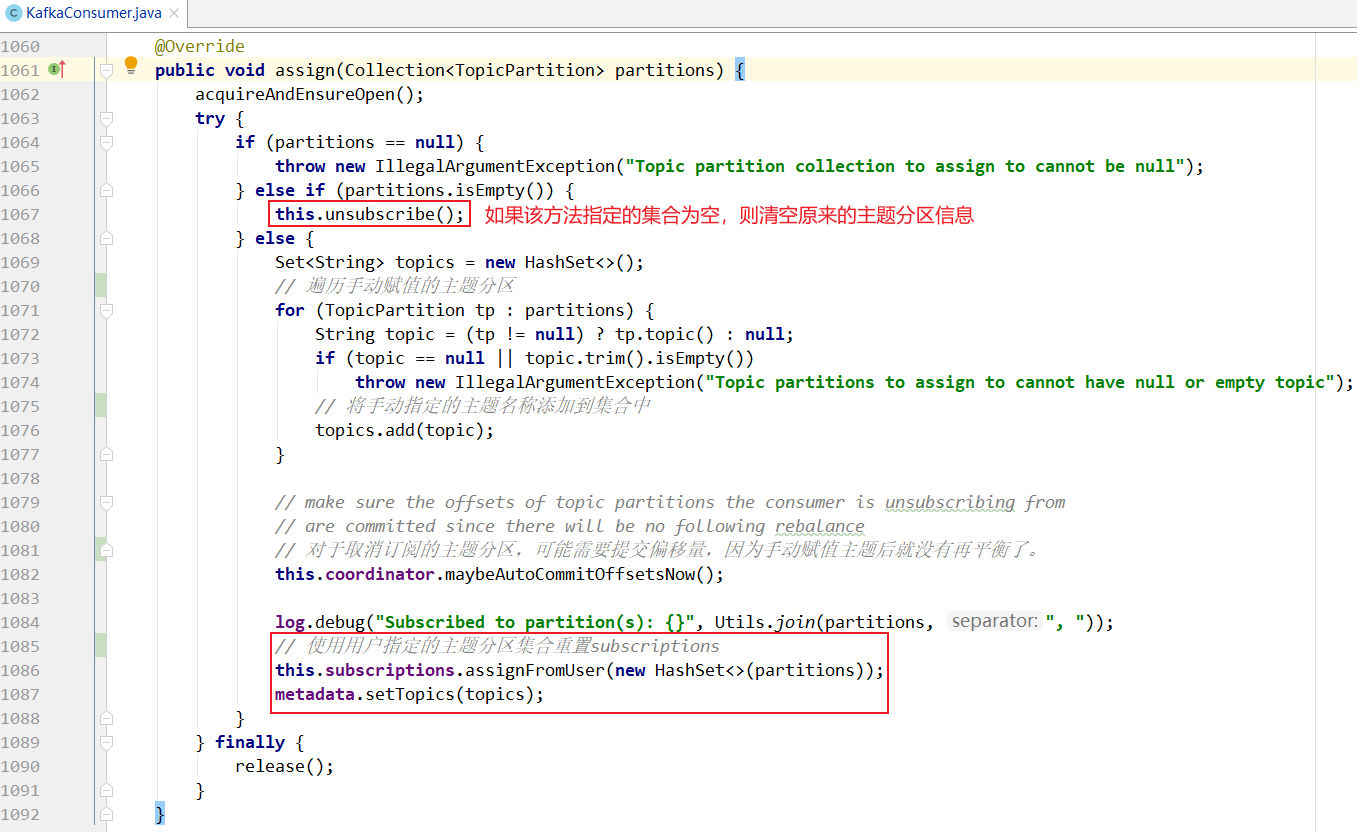 KafkaConsumer.java
1060 @Override
1061 public void assign(Collection<TopicPartition> partitions) {
1062 acquireAndEnsureOpen();
1063 try {
1064 if (partitions == null) {
1065 throw new IllegalArgumentException("Topic partition collection to assign to cannot be null");
1066 } else if (partitions.isEmpty()) {
1067 this.unsubscribe(); 如果该方法指定的集合为空，则清空原来的主题分区信息
1068 } else {
1069 Set<String> topics = new HashSet<>();
1070 // 遍历手动赋值的主题分区
1071 for (TopicPartition tp : partitions) {
1072 String topic = (tp != null) ? tp.topic() : null;
1073 if (topic == null || topic.trim().isEmpty())
1074 throw new IllegalArgumentException("Topic partitions to assign to cannot have null or empty topic");
1075 // 将手动指定的主题名称添加到集合中
1076 topics.add(topic);
1077 }
1078
1079 // make sure the offsets of topic partitions the consumer is unsubscribing from
1080 // are committed since there will be no following rebalance
1081 // 对于取消订阅的主题分区，可能需要提交偏移量，因为手动赋值主题后就没有再平衡了。
1082 this.coordinator.maybeAutoCommitOffsetsNow();
1083
1084 log.debug("Subscribed to partition(s): {}", Utils.join(partitions, separator: ", "));
1085 // 使用用户指定的主题分区集合重置subscriptions
1086 this.subscriptions.assignFromUser(new HashSet<>(partitions));
1087 metadata.setTopics(topics);
1088 }
1089 } finally {
1090 release();
1091 }
1092 }